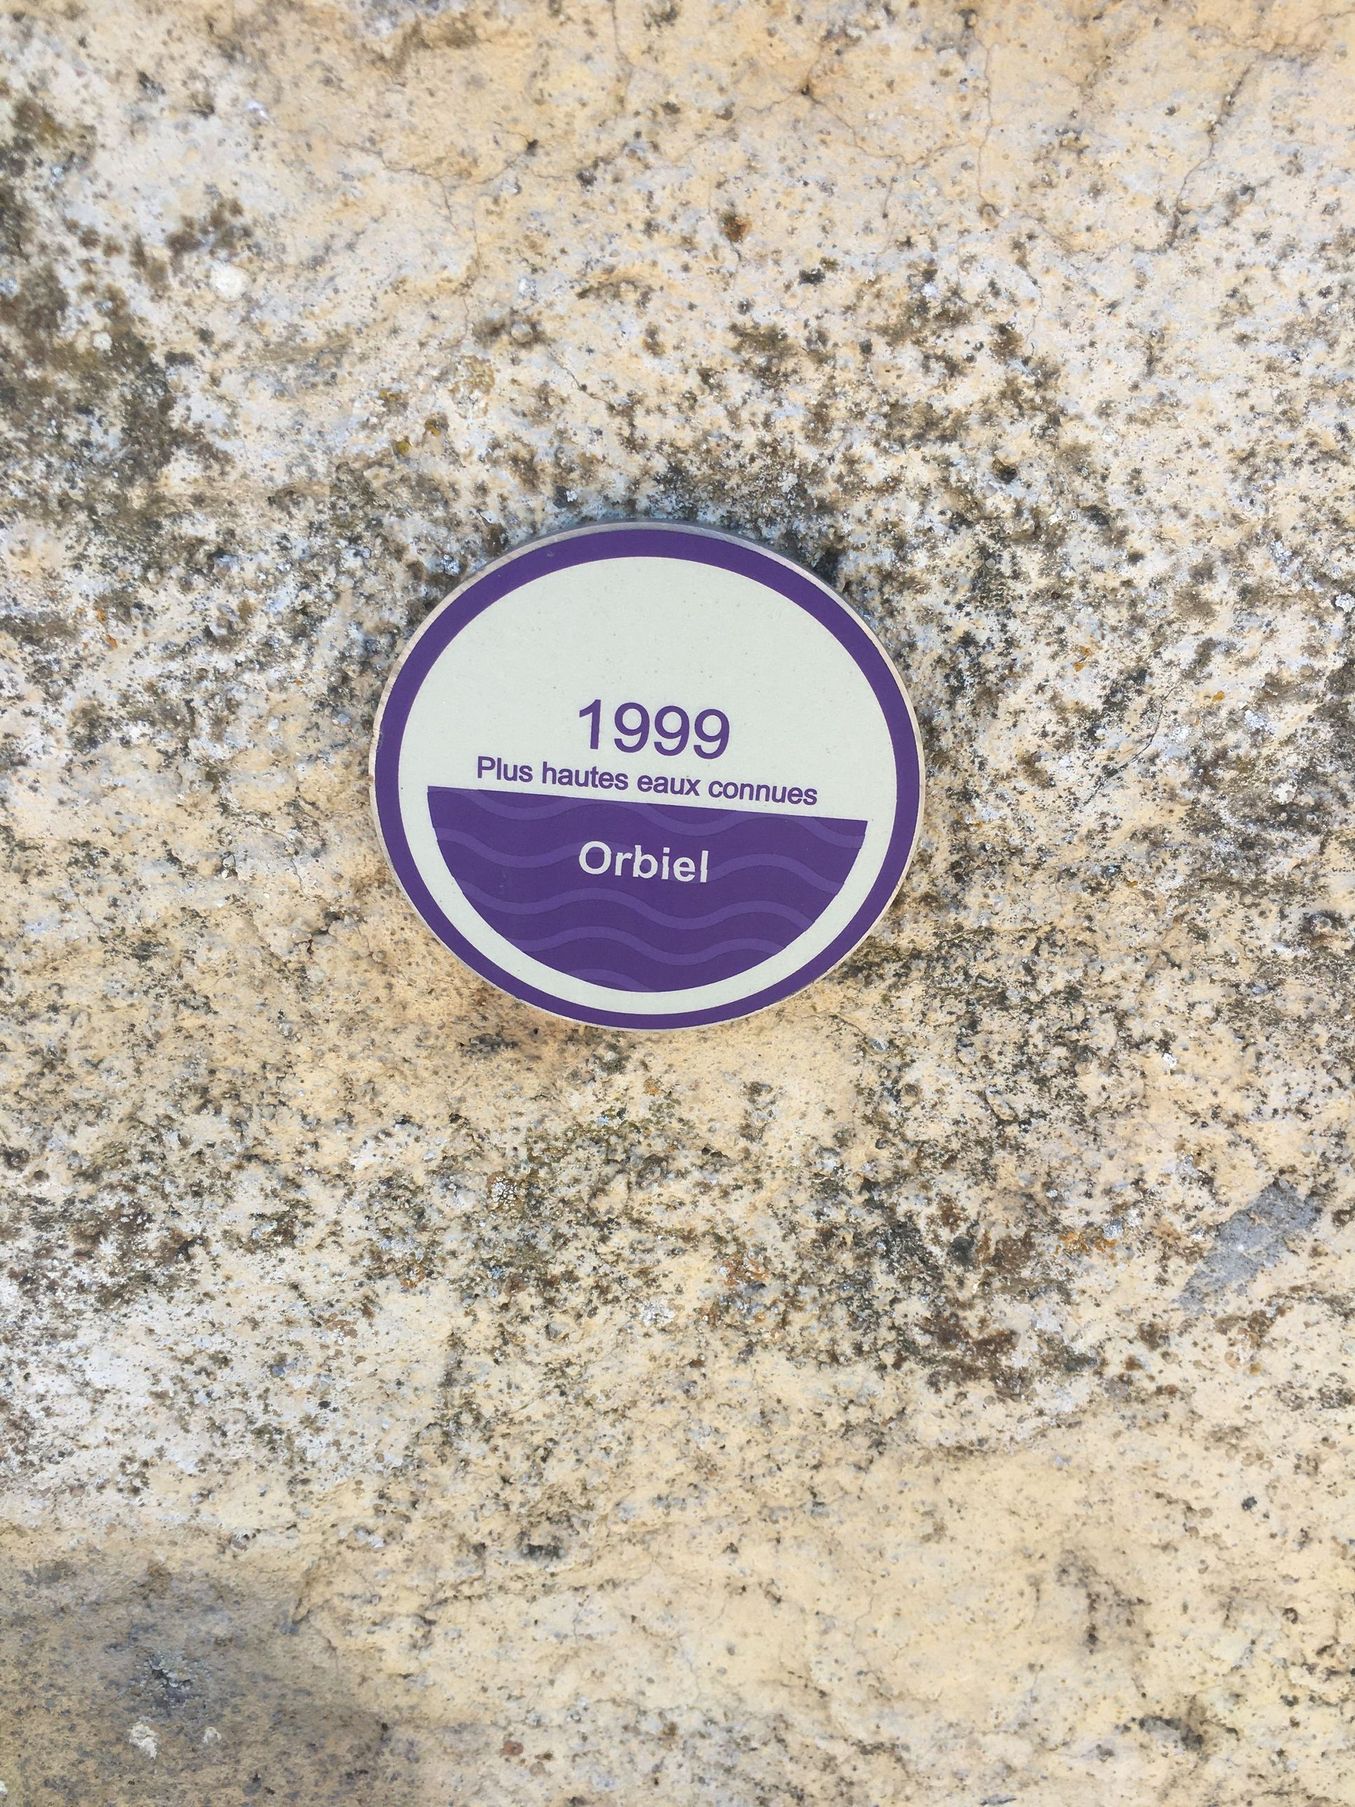 1999
Plus hautes eaux connues
Orbiel